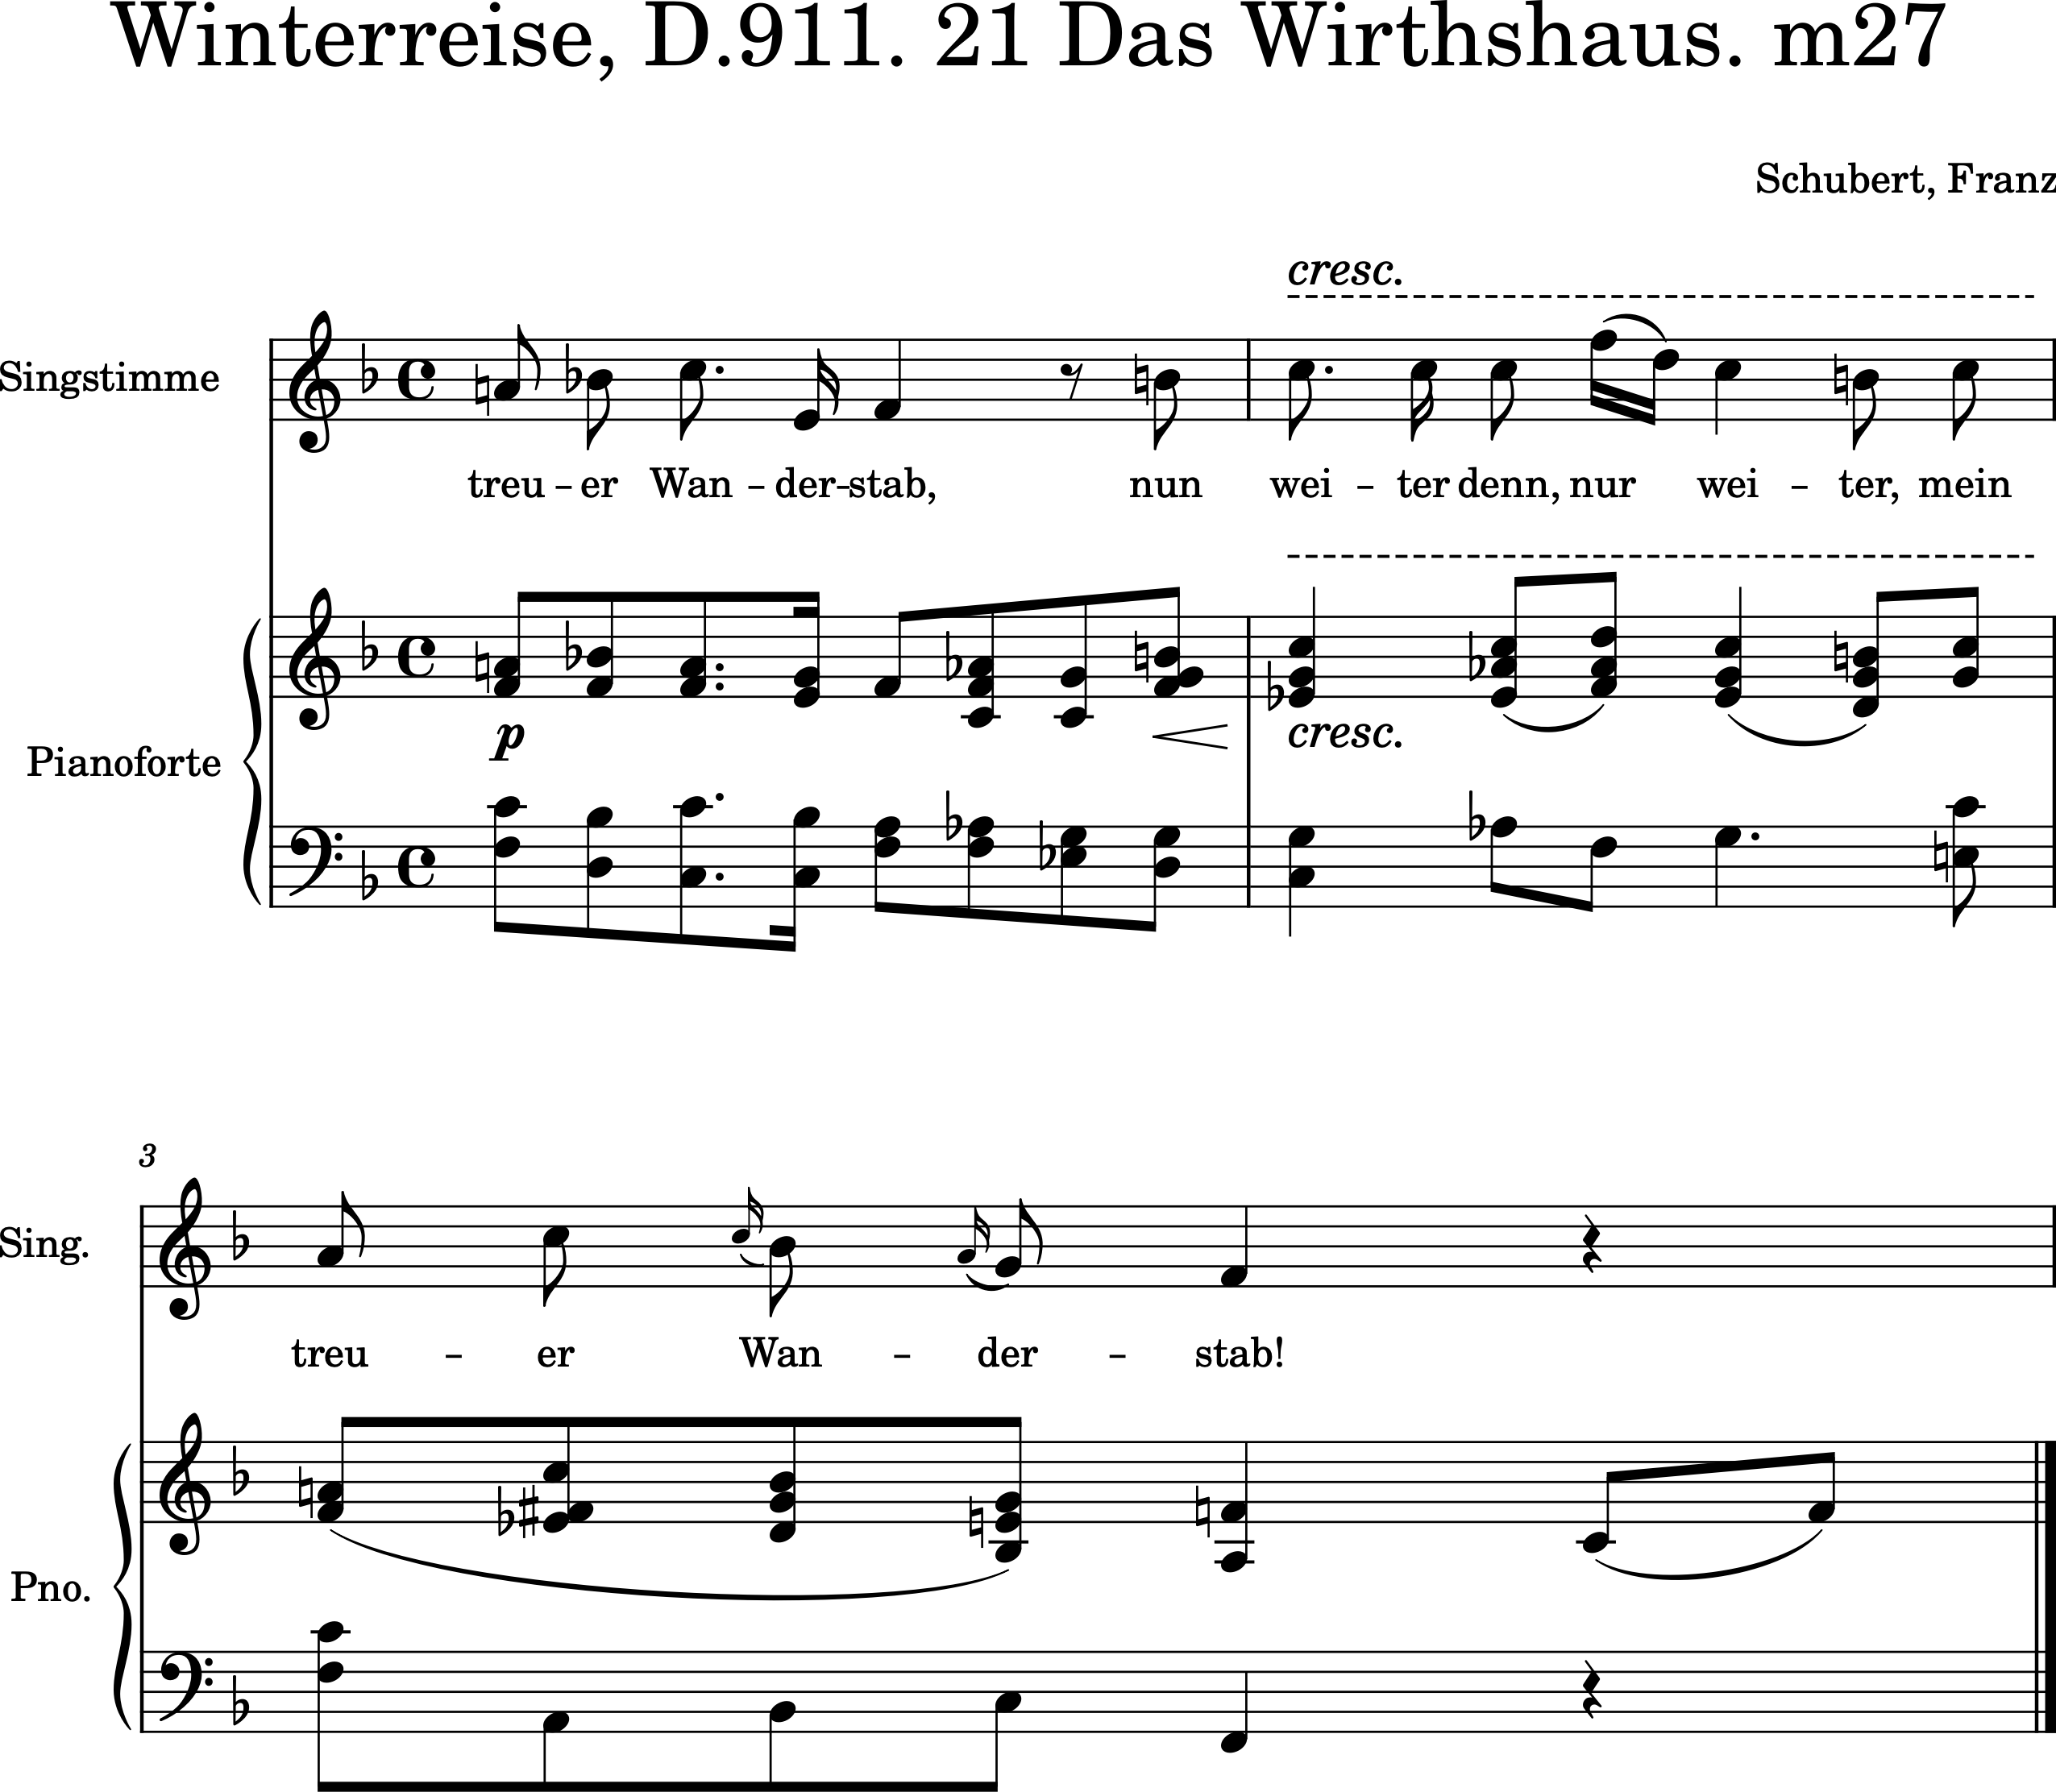 Winterreise, D.911. 21 Das Wirthshaus. m27
Schubert, Franz
cresc.
Singstimme
treu – er Wan – der – stab, nun wei – ter denn, nur wei – ter, mein
Pianoforte
p cresc.
3
Sing.
treu – er Wan – der – stab!
Pno.